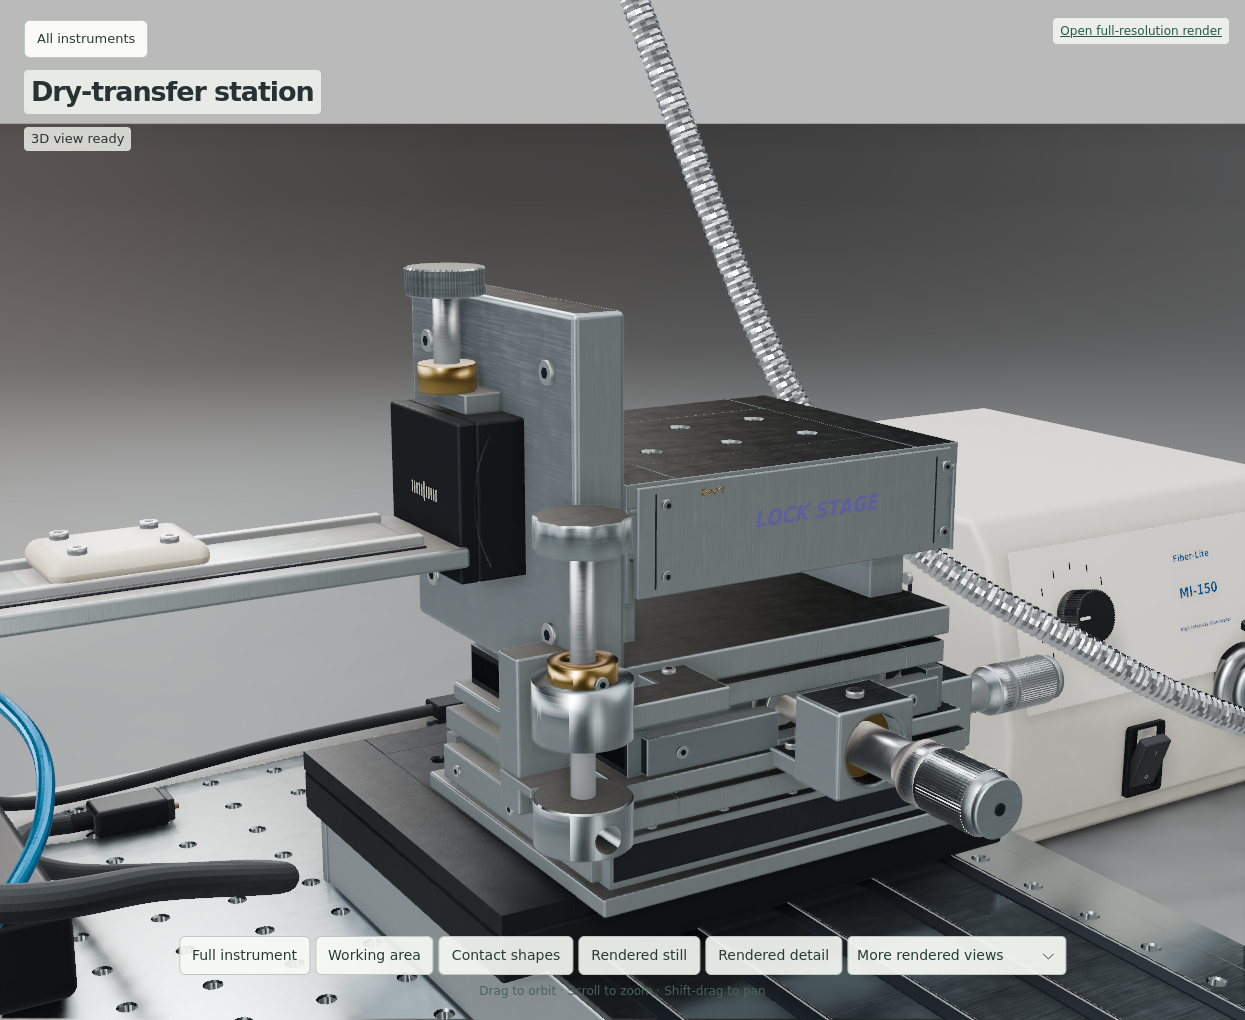 All instruments
Open full-resolution render
Dry-transfer station
3D view ready
LOCK STAGE
Fiber-Lite
MI-150
Full instrument
Working area
Contact shapes
Rendered still
Rendered detail
More rendered views
Drag to orbit · Scroll to zoom · Shift-drag to pan